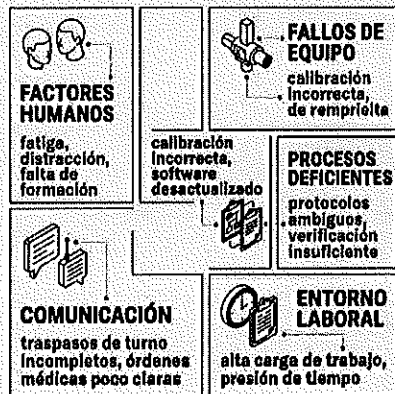 FACTORES
HUMANOS
fatiga,
distracción,
falta de
formación
FALLOS DE
EQUIPO
calibración
incorrecta,
de rempriolta
calibración
incorrecta,
software
desactualizado
PROCESOS
DEFICIENTES
protocolos
ambiguos,
verificación
insuficiente
COMUNICACIÓN
traspasos de turno
incompletos, órdenes
médicas poco claras
ENTORNO
LABORAL
alta carga de trabajo,
presión de tiempo